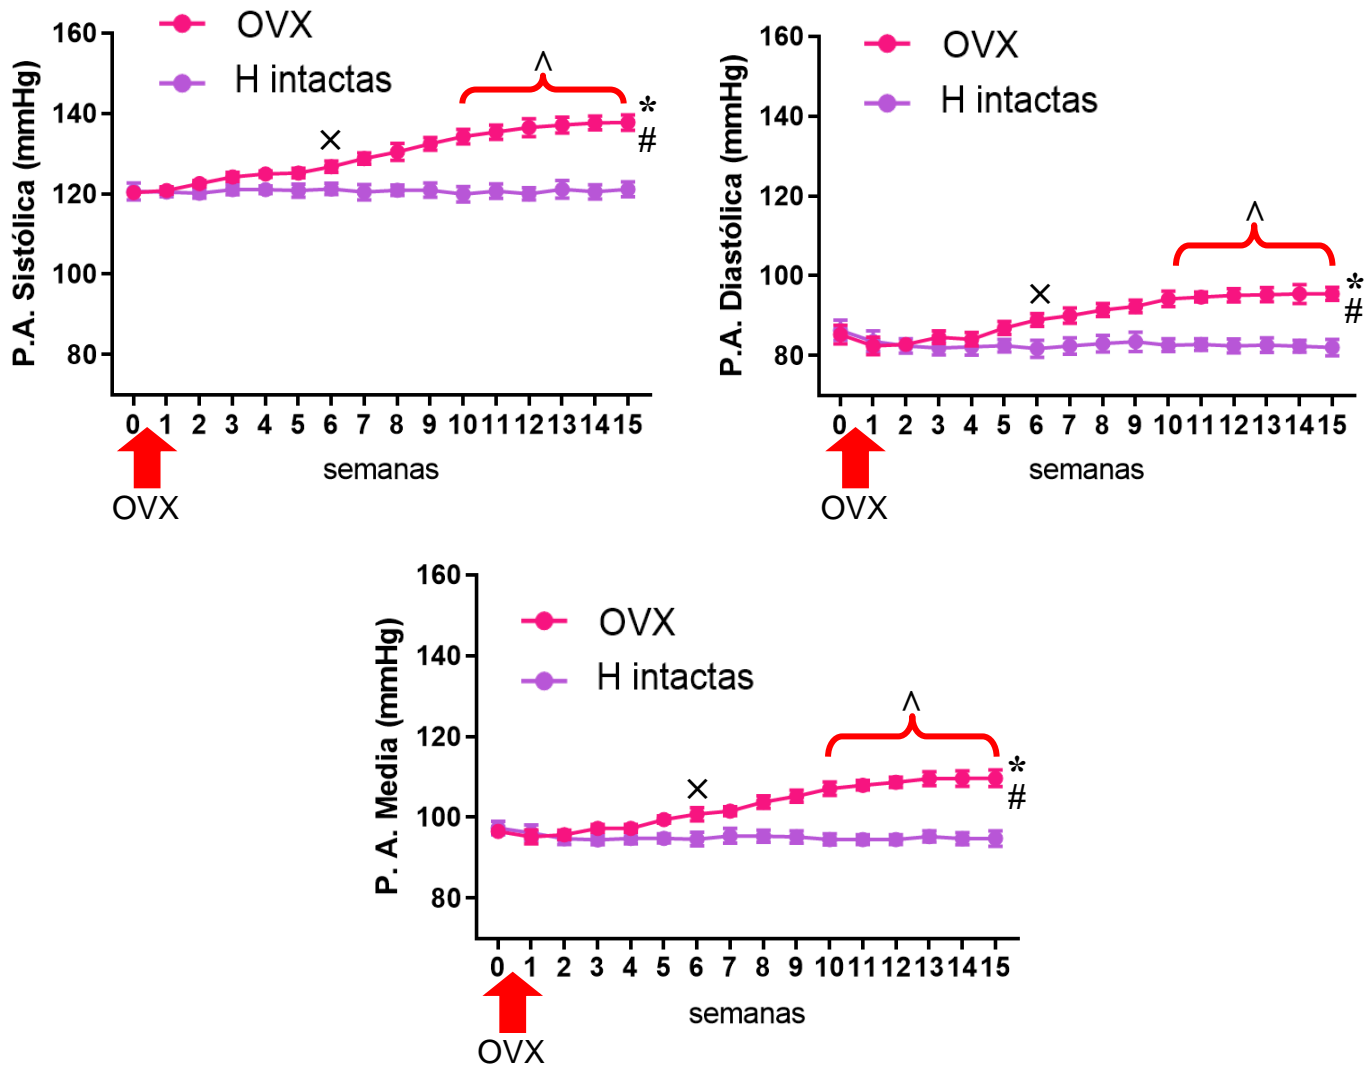 P.A. Sistólica (mmHg)
160
140
120
100
80
OVX
H intactas
^
×
*
#
0 1 2 3 4 5 6 7 8 9 10 11 12 13 14 15
semanas
OVX
P.A. Diastólica (mmHg)
160
140
120
100
80
OVX
H intactas
^
×
*
#
0 1 2 3 4 5 6 7 8 9 10 11 12 13 14 15
semanas
OVX
P. A. Media (mmHg)
160
140
120
100
80
OVX
H intactas
^
×
*
#
0 1 2 3 4 5 6 7 8 9 10 11 12 13 14 15
semanas
OVX